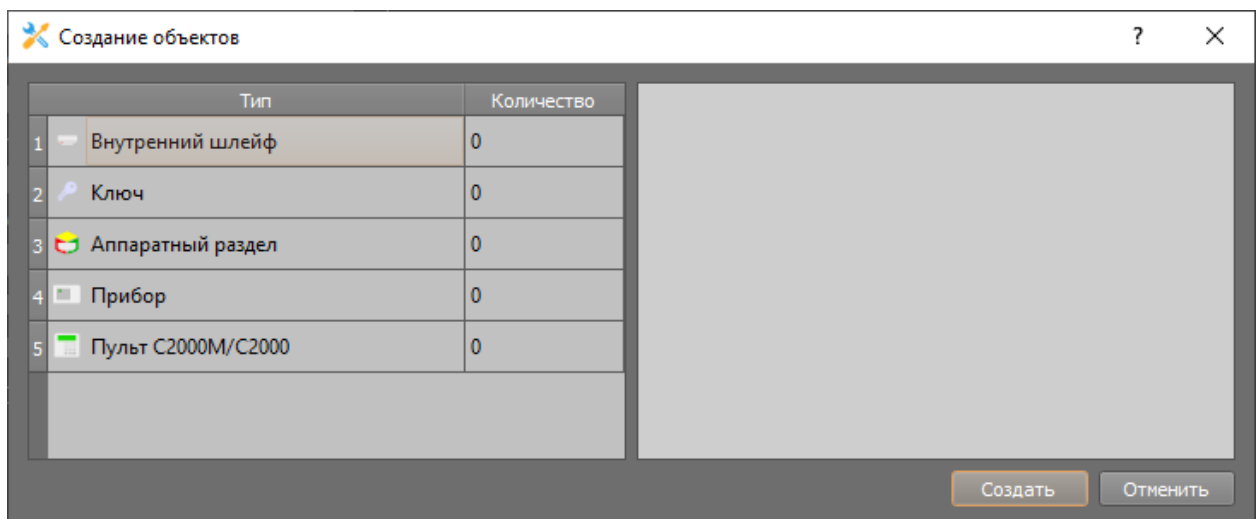 Создание объектов
?
Тип Количество
1 Внутренний шлейф 0
2 Ключ 0
3 Аппаратный раздел 0
4 Прибор 0
5 Пульт С2000М/С2000 0
Создать Отменить